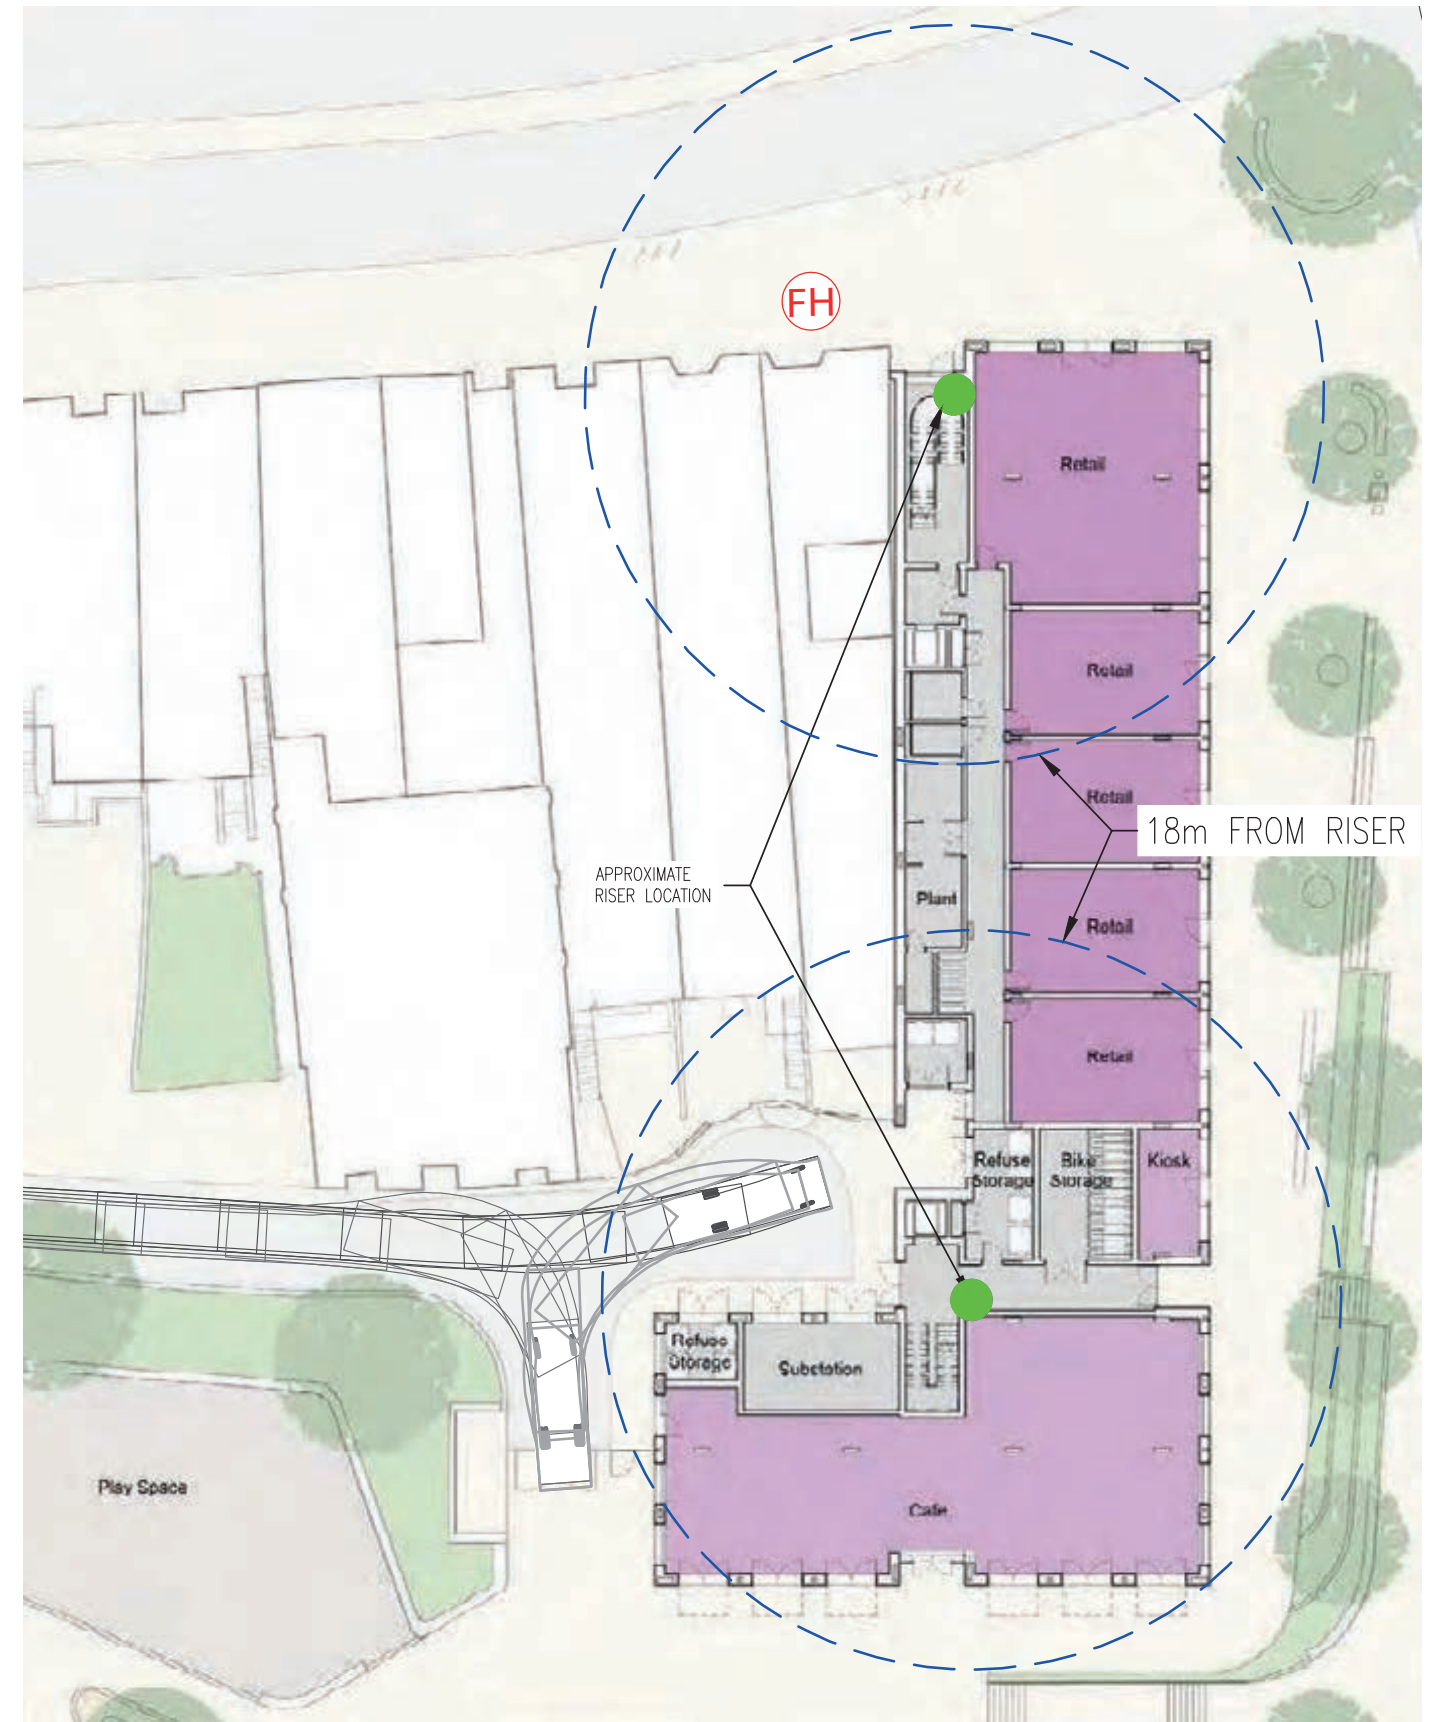 FH
Retail
Retail
Retail
18m FROM RISER
APPROXIMATE
RISER LOCATION
Plant
Retail
Retail
Refuse
Storage
Bike
Storage
Kiosk
Refuse
Storage
Substation
Play Space
Cafe